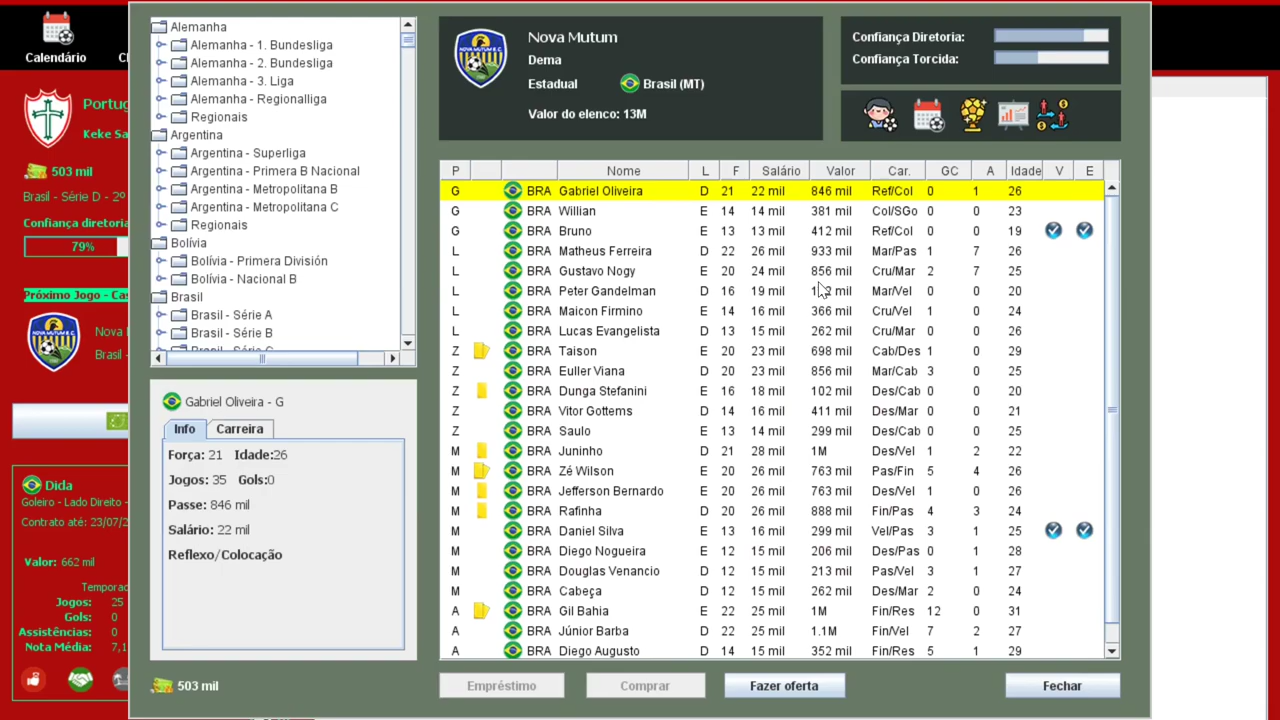 Calendário
Portug
Keke Sa
503 mil
Brasil - Série D - 2º
Confiança diretoria
79%
Próximo Jogo - Cas
Nova
Brasil -
Dida
Goleiro - Lado Direito -
Contrato até: 23/07/2
Valor: 662 mil
Temporad
Jogos: 25
Gols: 0
Assistências: 0
Nota Média: 7,1
Alemanha
Alemanha - 1. Bundesliga
Alemanha - 2. Bundesliga
Alemanha - 3. Liga
Alemanha - Regionalliga
Regionais
Argentina
Argentina - Superliga
Argentina - Primera B Nacional
Argentina - Metropolitana B
Argentina - Metropolitana C
Regionais
Bolívia
Bolívia - Primera División
Bolívia - Nacional B
Brasil
Brasil - Série A
Brasil - Série B
Gabriel Oliveira - G
Info Carreira
Força: 21 Idade:26
Jogos: 35 Gols:0
Passe: 846 mil
Salário: 22 mil
Reflexo/Colocação
503 mil
NOVA MUTUM E.C.
Nova Mutum
Dema
Estadual Brasil (MT)
Valor do elenco: 13M
Confiança Diretoria:
Confiança Torcida:
P Nome L F Salário Valor Car. GC A Idade V E
G BRA Gabriel Oliveira D 21 22 mil 846 mil Ref/Col 0 1 26
G BRA Willian E 14 14 mil 381 mil Col/SGo 0 0 23
G BRA Bruno E 13 13 mil 412 mil Ref/Col 0 0 19
L BRA Matheus Ferreira D 22 26 mil 933 mil Mar/Pas 1 7 26
L BRA Gustavo Nogy E 20 24 mil 856 mil Cru/Mar 2 7 25
L BRA Peter Gandelman D 16 19 mil mil Mar/Vel 0 0 20
L BRA Maicon Firmino E 14 16 mil 366 mil Cru/Vel 1 0 24
L BRA Lucas Evangelista D 13 15 mil 262 mil Cru/Mar 0 0 26
Z BRA Taison E 20 23 mil 698 mil Cab/Des 1 0 29
Z BRA Euller Viana D 20 23 mil 856 mil Mar/Cab 3 0 25
Z BRA Dunga Stefanini E 16 18 mil 102 mil Des/Cab 0 0 20
Z BRA Vitor Gottems D 14 16 mil 411 mil Des/Mar 0 0 21
Z BRA Saulo E 13 14 mil 299 mil Des/Cab 0 0 25
M BRA Juninho D 21 28 mil 1M Des/Vel 1 2 22
M BRA Zé Wilson E 20 26 mil 763 mil Pas/Fin 5 4 26
M BRA Jefferson Bernardo E 20 26 mil 763 mil Des/Vel 1 0 26
M BRA Rafinha D 20 26 mil 888 mil Fin/Pas 4 3 24
M BRA Daniel Silva E 13 16 mil 299 mil Vel/Pas 3 1 25
M BRA Diego Nogueira E 12 15 mil 206 mil Des/Pas 0 1 28
M BRA Douglas Venancio D 12 15 mil 213 mil Pas/Vel 3 1 27
M BRA Cabeça D 12 15 mil 262 mil Des/Mar 2 0 24
A BRA Gil Bahia E 22 25 mil 1M Fin/Res 12 0 31
A BRA Júnior Barba D 22 25 mil 1.1M Fin/Vel 7 2 27
A BRA Diego Augusto D 14 15 mil 352 mil Fin/Res 5 1 29
Empréstimo Comprar Fazer oferta Fechar